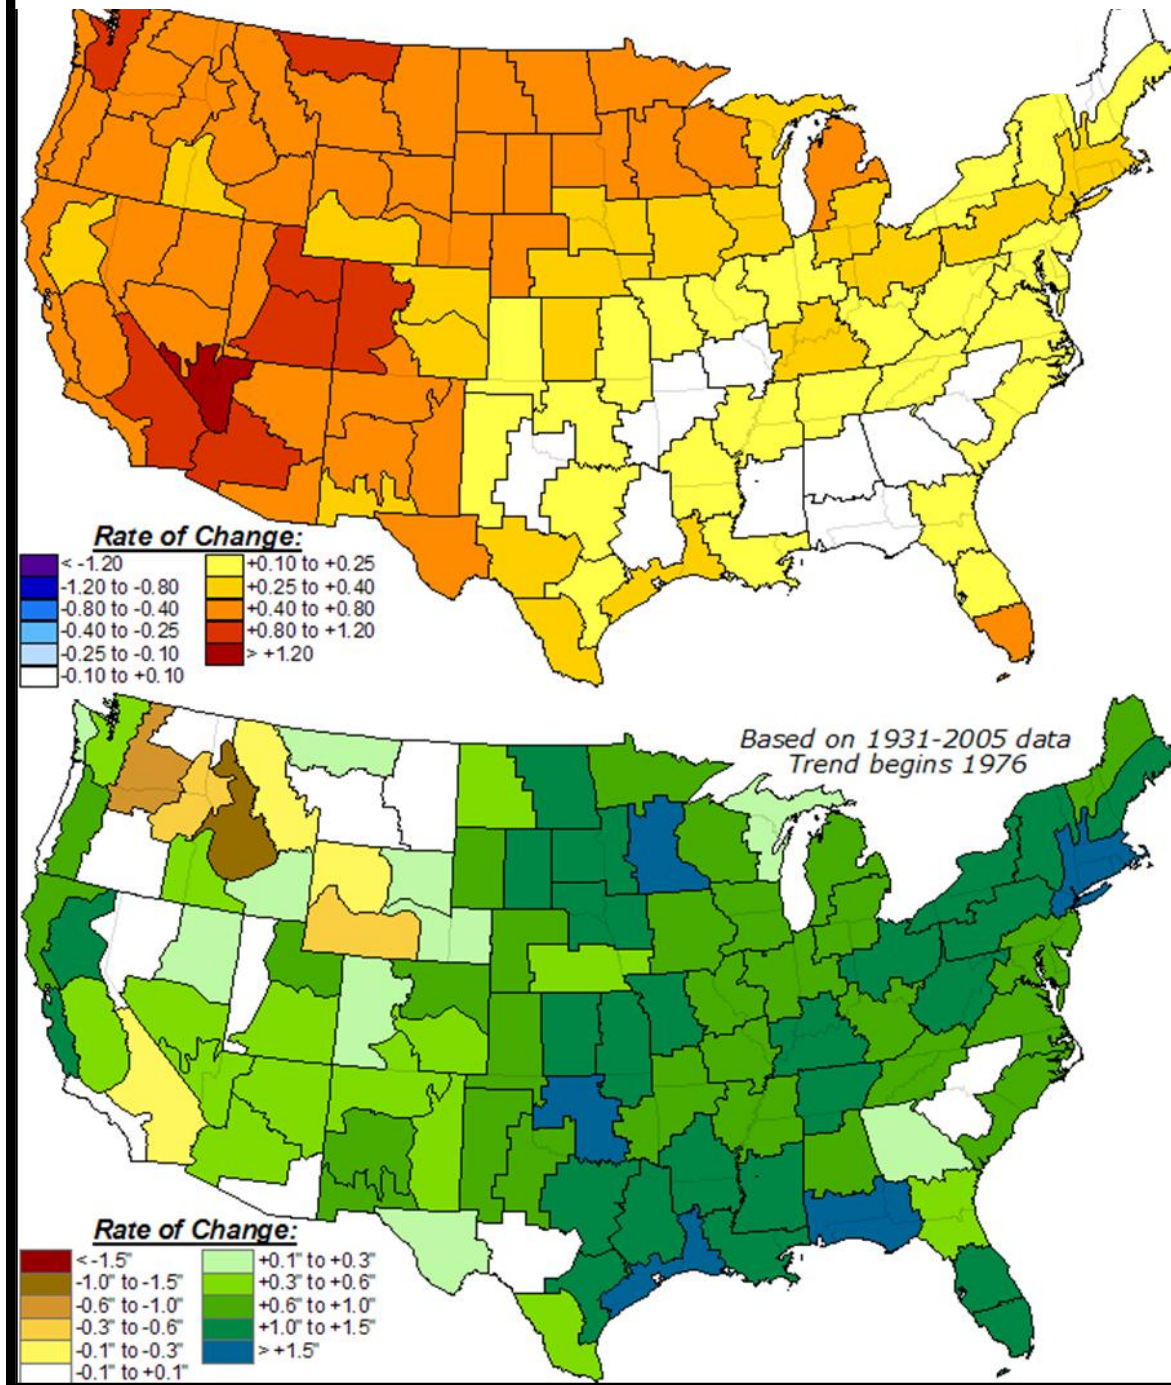 Rate of Change:
< -1.20
-1.20 to -0.80
-0.80 to -0.40
-0.40 to -0.25
-0.25 to -0.10
-0.10 to +0.10
+0.10 to +0.25
+0.25 to +0.40
+0.40 to +0.80
+0.80 to +1.20
> +1.20
Based on 1931-2005 data
Trend begins 1976
Rate of Change:
< -1.5"
-1.0" to -1.5"
-0.6" to -1.0"
-0.3" to -0.6"
-0.1" to -0.3"
-0.1" to +0.1"
+0.1" to +0.3"
+0.3" to +0.6"
+0.6" to +1.0"
+1.0" to +1.5"
> +1.5"